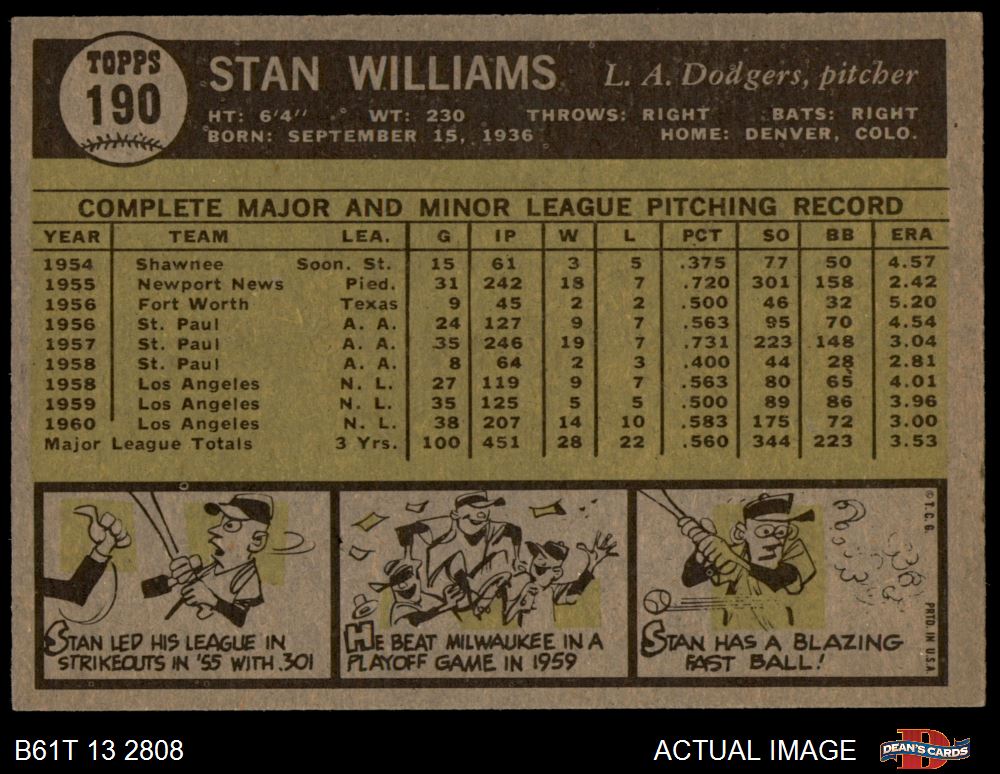 TOPPS
190
STAN WILLIAMS L. A. Dodgers, pitcher
HT: 6'4" WT: 230 THROWS: RIGHT BATS: RIGHT
BORN: SEPTEMBER 15, 1936 HOME: DENVER, COLO.
COMPLETE MAJOR AND MINOR LEAGUE PITCHING RECORD
YEAR TEAM LEA. G IP W L PCT SO BB ERA
1954 Shawnee Soon. St. 15 61 3 5 .375 77 50 4.57
1955 Newport News Pied. 31 242 18 7 .720 301 158 2.42
1956 Fort Worth Texas 9 45 2 2 .500 46 32 5.20
1956 St. Paul A. A. 24 127 9 7 .563 95 70 4.54
1957 St. Paul A. A. 35 246 19 7 .731 223 148 3.04
1958 St. Paul A. A. 8 64 2 3 .400 44 28 2.81
1958 Los Angeles N. L. 27 119 9 7 .563 80 65 4.01
1959 Los Angeles N. L. 35 125 5 5 .500 89 86 3.96
1960 Los Angeles N. L. 38 207 14 10 .583 175 72 3.00
Major League Totals 3 Yrs. 100 451 28 22 .560 344 223 3.53
STAN LED HIS LEAGUE IN
STRIKEOUTS IN '55 WITH 301
HE BEAT MILWAUKEE IN A
PLAYOFF GAME IN 1959
STAN HAS A BLAZING
FAST BALL!
© T. C. G.
PRTD. IN U.S.A.
B61T 13 2808
ACTUAL IMAGE
DEAN'S CARDS